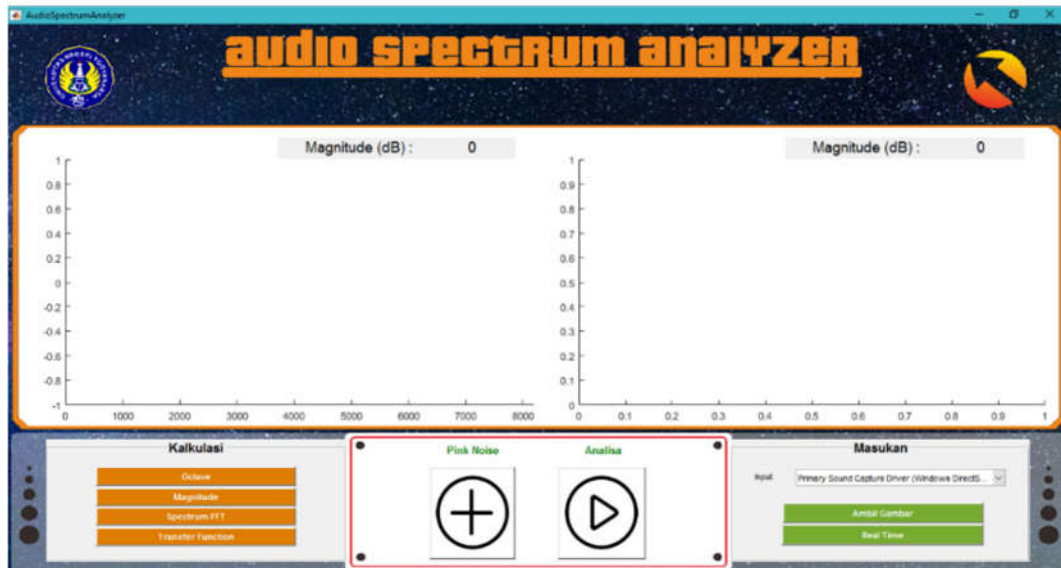 AudioSpectrumAnalyzer
AUDIO SPECTRUM ANALYZER
Magnitude (dB) : 0
Magnitude (dB) : 0
1
0.8
0.6
0.4
0.2
0
-0.2
-0.4
-0.6
-0.8
-1
0 1000 2000 3000 4000 5000 6000 7000 8000
1
0.9
0.8
0.7
0.6
0.5
0.4
0.3
0.2
0.1
0
0 0.1 0.2 0.3 0.4 0.5 0.6 0.7 0.8 0.9 1
Kalkulasi
Octave
Magnitude
Spectrum FFT
Transfer Function
Pink Noise
Analisa
Masukan
Input
Primary Sound Capture Driver (Windows DirectS...
Ambil Gambar
Real Time